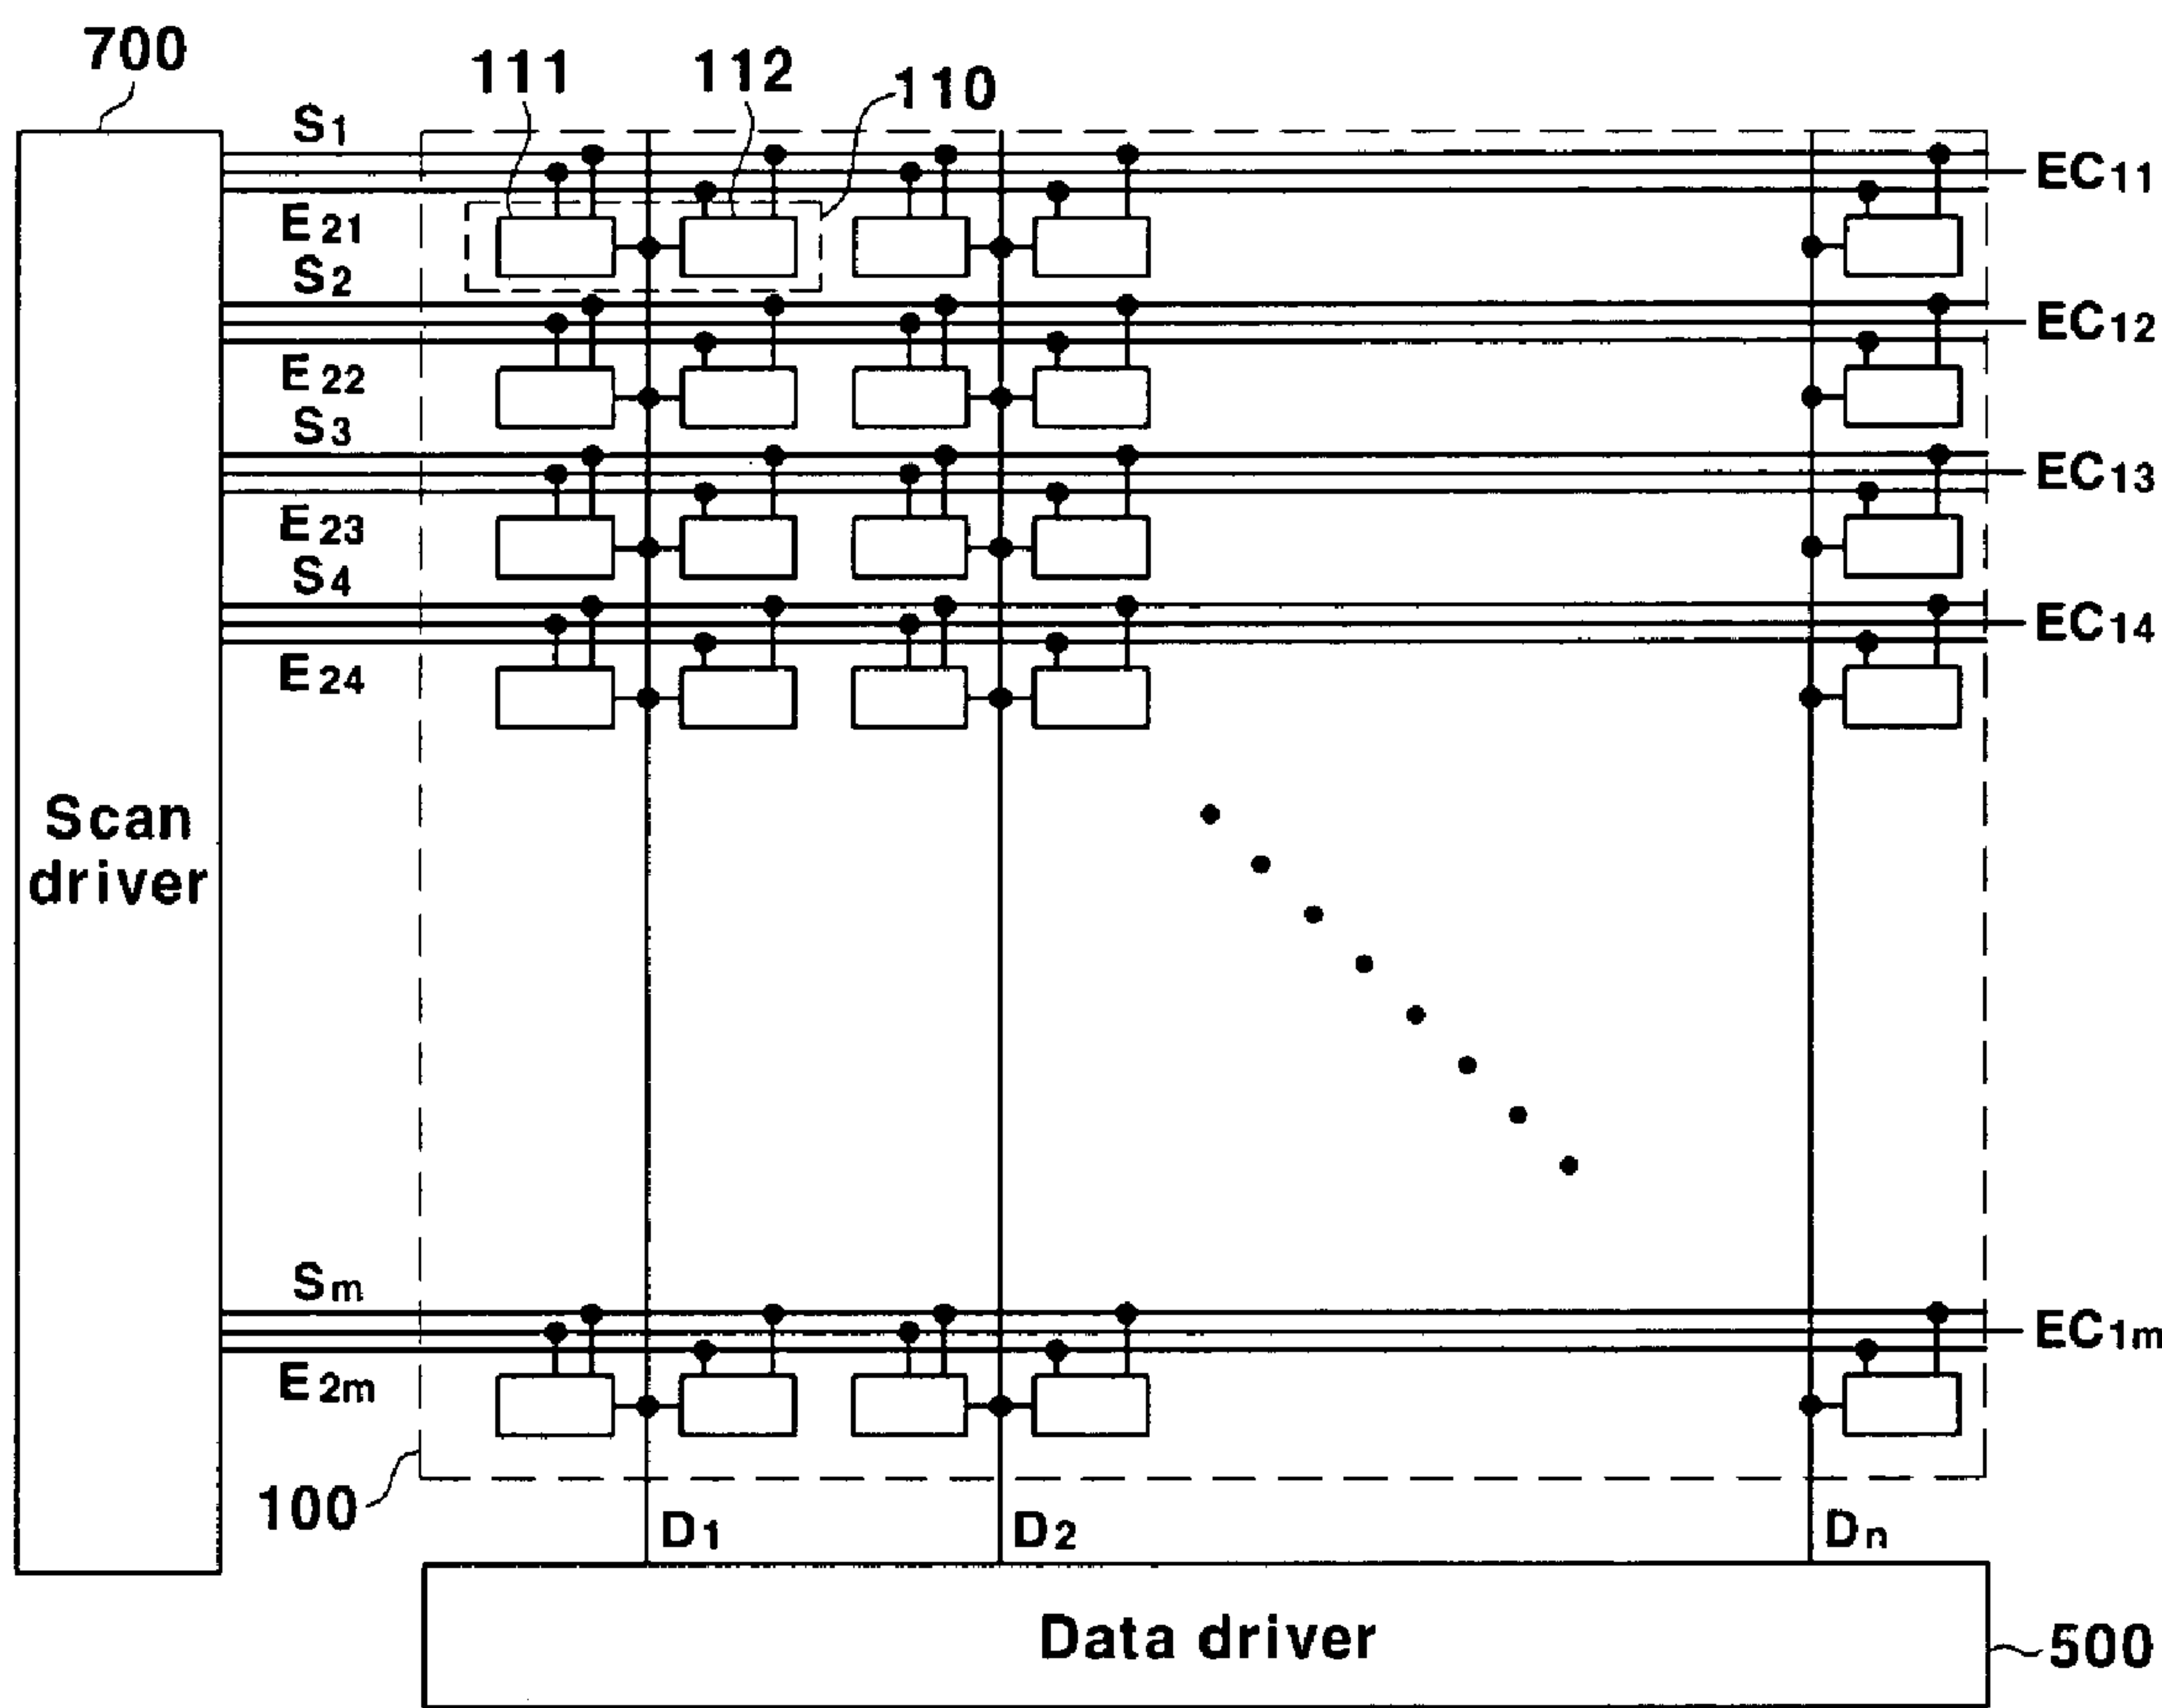 700
111
112
110
S1
EC11
E21
S2
EC12
E22
S3
EC13
E23
S4
EC14
E24
Scan
driver
Sm
EC1m
E2m
100
D1
D2
Dn
Data driver
500